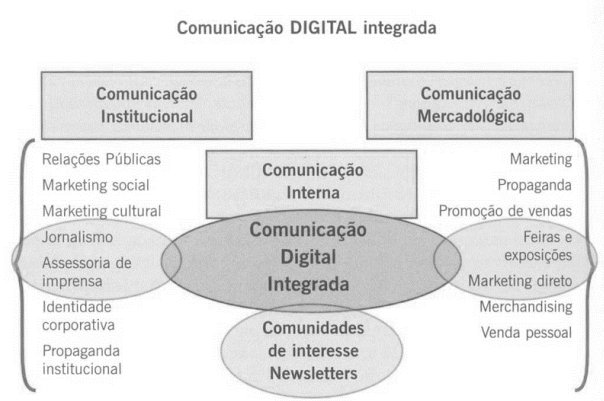 Comunicação DIGITAL integrada
Comunicação
Institucional
Comunicação
Mercadológica
Relações Públicas
Marketing social
Marketing cultural
Jornalismo
Assessoria de
imprensa
Identidade
corporativa
Propaganda
institucional
Comunicação
Interna
Comunicação
Digital
Integrada
Comunidades
de interesse
Newsletters
Marketing
Propaganda
Promoção de vendas
Feiras e
exposições
Marketing direto
Merchandising
Venda pessoal